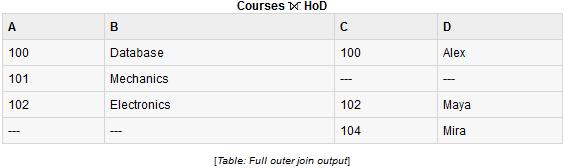 Courses ⟗ HoD
A B C D
100 Database 100 Alex
101 Mechanics --- ---
102 Electronics 102 Maya
--- --- 104 Mira
[Table: Full outer join output]